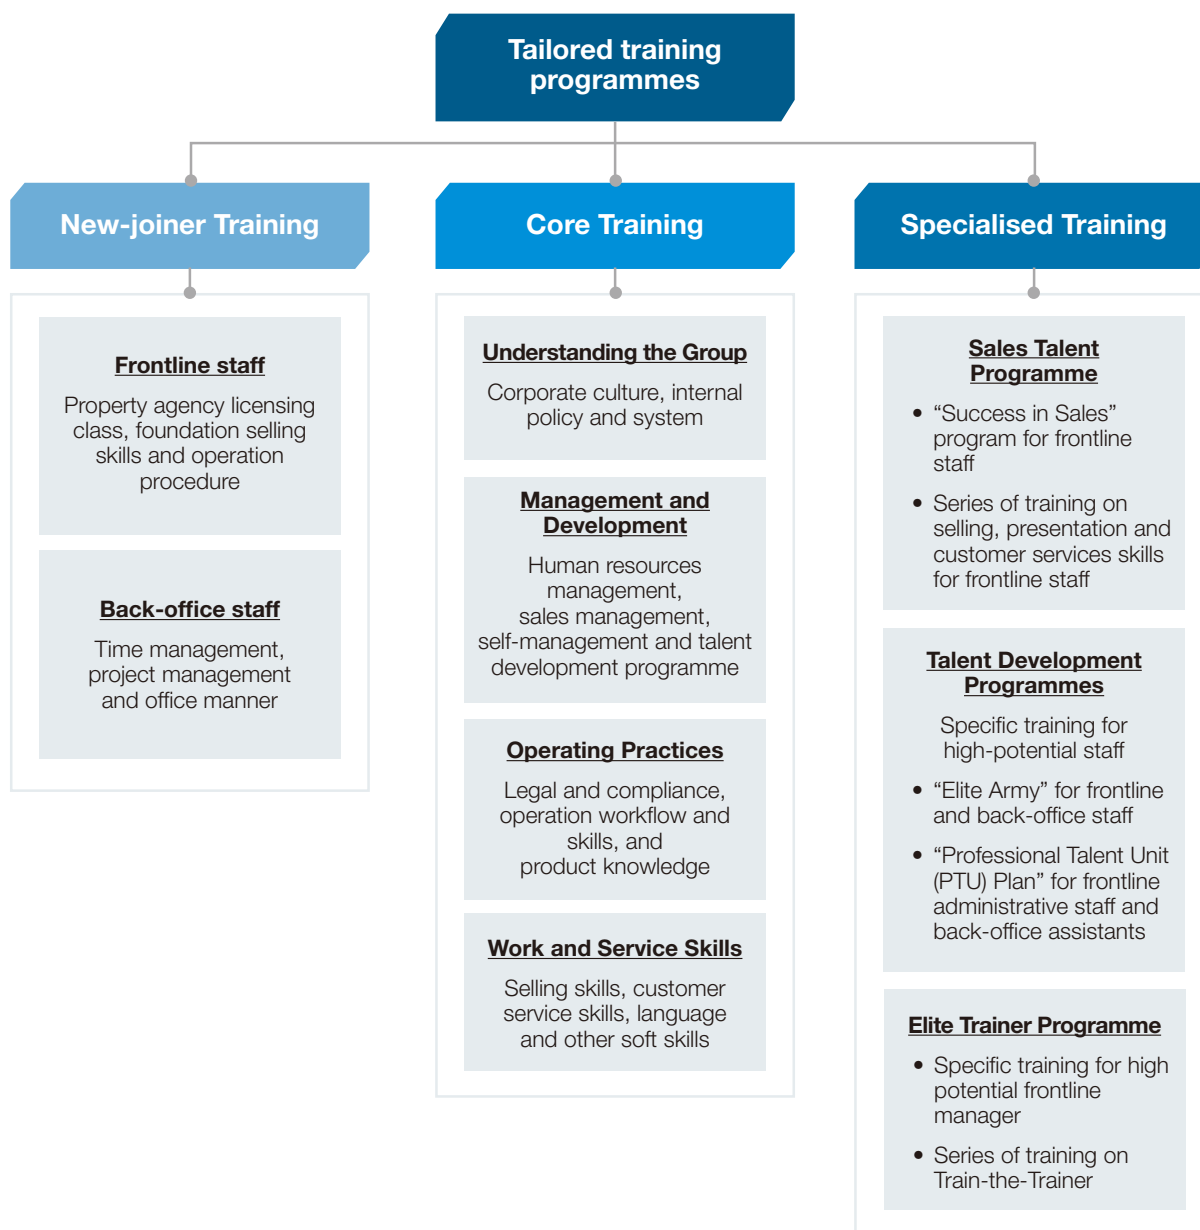 Tailored training
programmes
New-joiner Training
Frontline staff
Property agency licensing
class, foundation selling
skills and operation
procedure
Back-office staff
Time management,
project management
and office manner
Core Training
Understanding the Group
Corporate culture, internal
policy and system
Management and
Development
Human resources
management,
sales management,
self-management and talent
development programme
Operating Practices
Legal and compliance,
operation workflow and
skills, and
product knowledge
Work and Service Skills
Selling skills, customer
service skills, language
and other soft skills
Specialised Training
Sales Talent
Programme
• “Success in Sales”
program for frontline
staff
• Series of training on
selling, presentation and
customer services skills
for frontline staff
Talent Development
Programmes
Specific training for
high-potential staff
• “Elite Army” for frontline
and back-office staff
• “Professional Talent Unit
(PTU) Plan” for frontline
administrative staff and
back-office assistants
Elite Trainer Programme
• Specific training for high
potential frontline
manager
• Series of training on
Train-the-Trainer